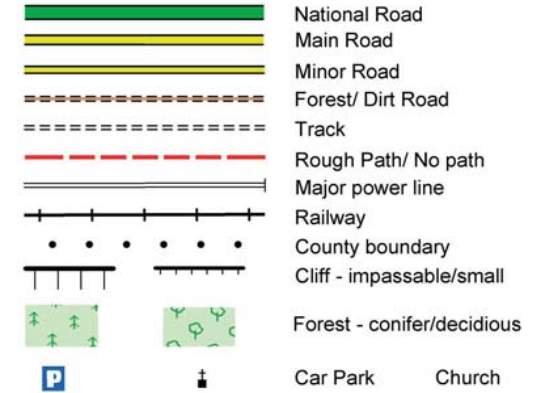 National Road
Main Road
Minor Road
Forest/ Dirt Road
Track
Rough Path/ No path
Major power line
Railway
County boundary
Cliff - impassable/small
Forest - conifer/decidious
P Car Park Church